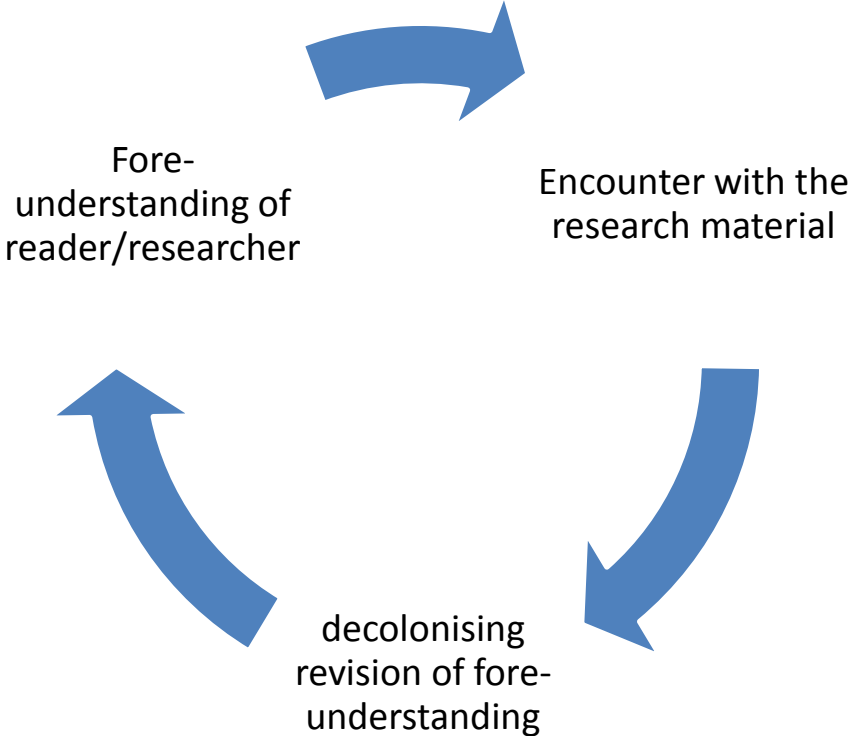 Fore-
understanding of
reader/researcher
Encounter with the
research material
decolonising
revision of fore-
understanding